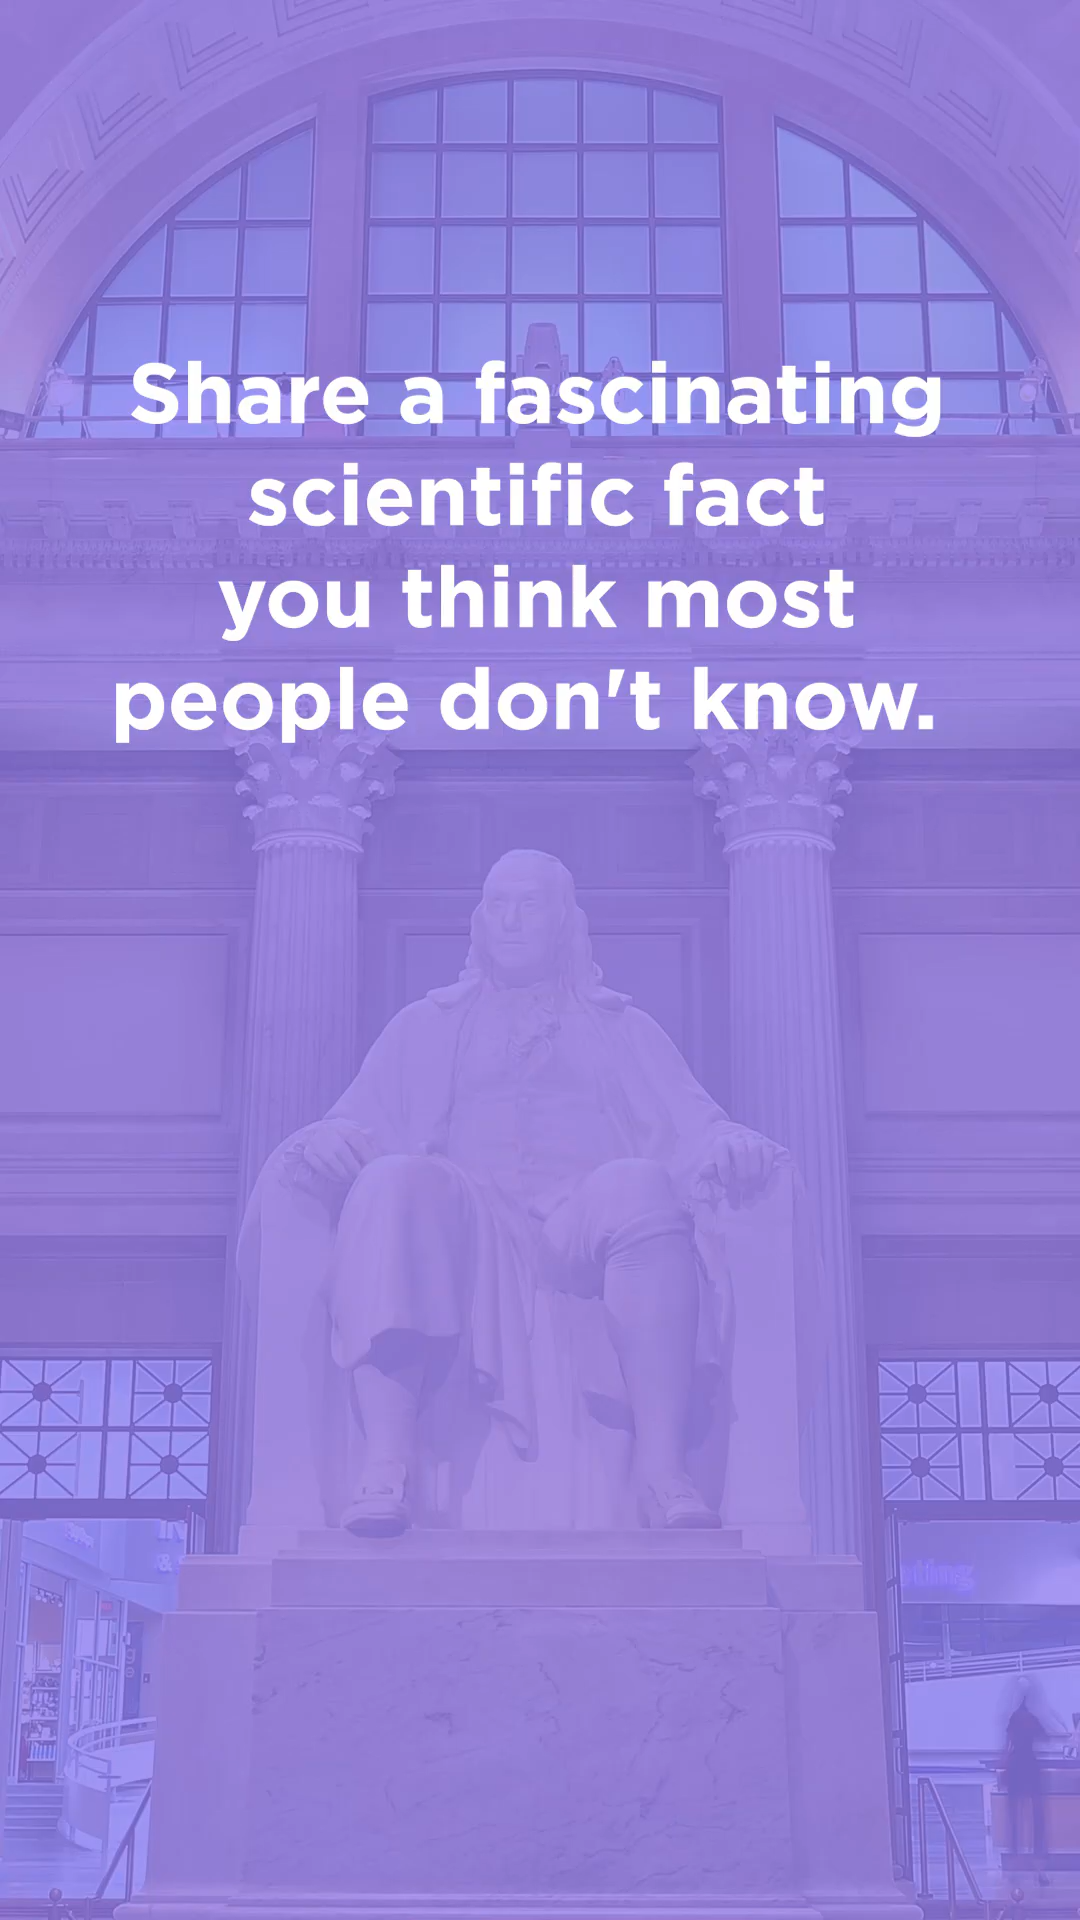 Share a fascinating
scientific fact
you think most
people don't know.